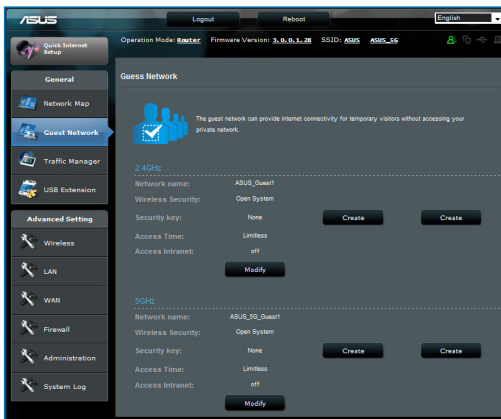 ASUS
Logout
Reboot
English
Quick Internet Setup
Operation Mode: Router Firmware Version: 3.0.0.1.28 SSID: ASUS ASUS_5G
General
Network Map
Guest Network
Traffic Manager
USB Extension
Advanced Setting
Wireless
LAN
WAN
Firewall
Administration
System Log
Guess Network
The guest network can provide internet connectivity for temporary visitors without accessing your
private network.
2.4GHz
Network name: ASUS_Guest1
Wireless Security: Open System
Security key: None Create Create
Access Time: Limitless
Access Intranet: off
Modify
5GHz
Network name: ASUS_5G_Guest1
Wireless Security: Open System
Security key: None Create Create
Access Time: Limitless
Access Intranet: off
Modify